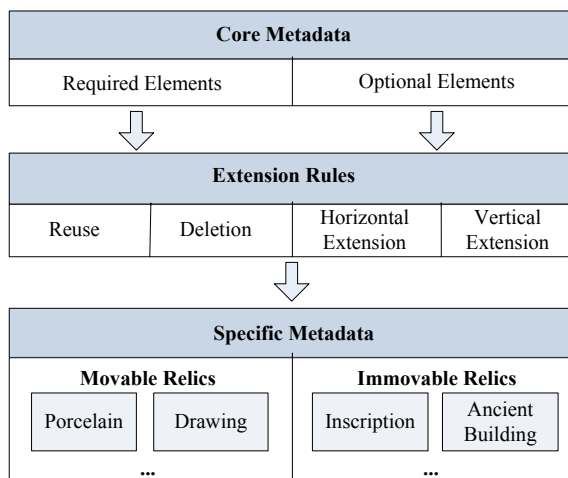 Core Metadata
Required Elements
Optional Elements
Extension Rules
Reuse
Deletion
Horizontal
Extension
Vertical
Extension
Specific Metadata
Movable Relics
Porcelain
Drawing
...
Immovable Relics
Inscription
Ancient
Building
...